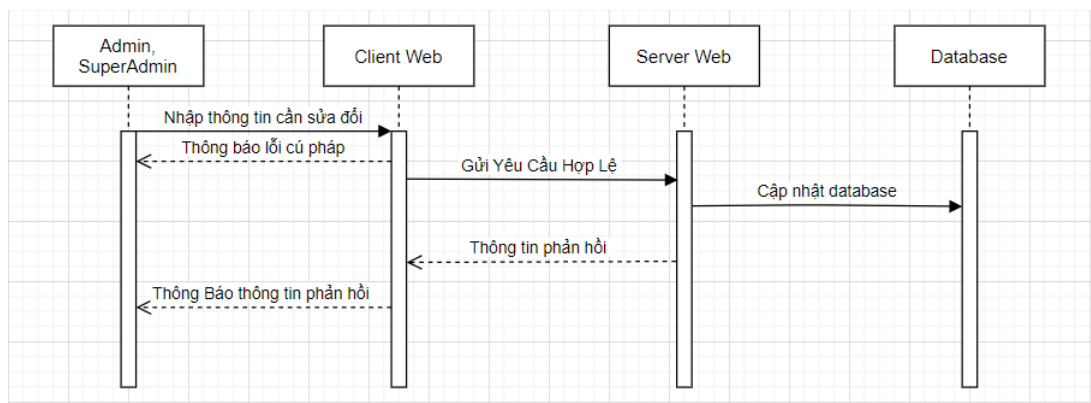 Admin,
SuperAdmin
Client Web
Server Web
Database
Nhập thông tin cần sửa đổi
Thông báo lỗi cú pháp
Gửi Yêu Cầu Hợp Lệ
Cập nhật database
Thông tin phản hồi
Thông Báo thông tin phản hồi